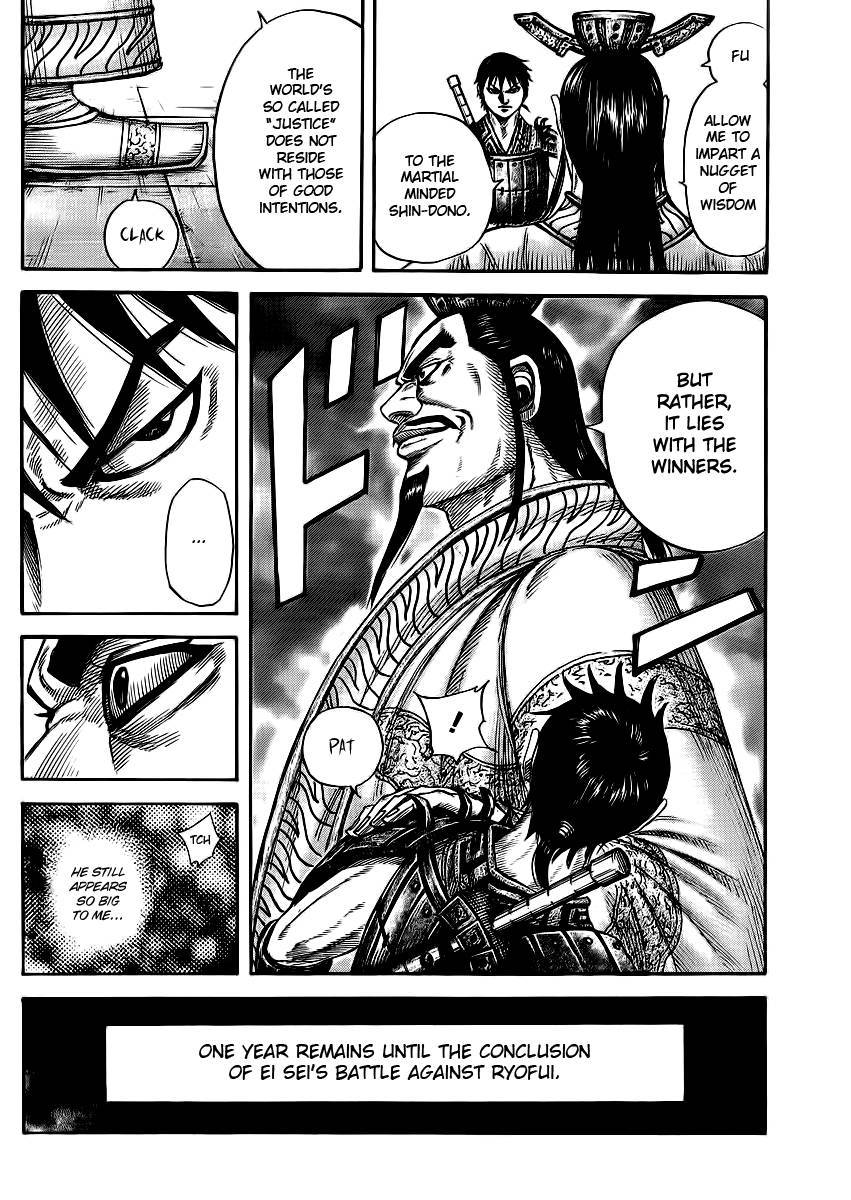 FU
ALLOW
ME TO
IMPART A
NUGGET
OF
WISDOM
TO THE
MARTIAL
MINDED
SHIN-DONO.
THE
WORLD'S
SO CALLED
"JUSTICE"
DOES NOT
RESIDE
WITH THOSE
OF GOOD
INTENTIONS.
CLACK
BUT
RATHER,
IT LIES
WITH THE
WINNERS.
ドン
!
PAT
...
TCH
HE STILL
APPEARS
SO BIG
TO ME...
ONE YEAR REMAINS UNTIL THE CONCLUSION
OF EI SEI'S BATTLE AGAINST RYOFUI.